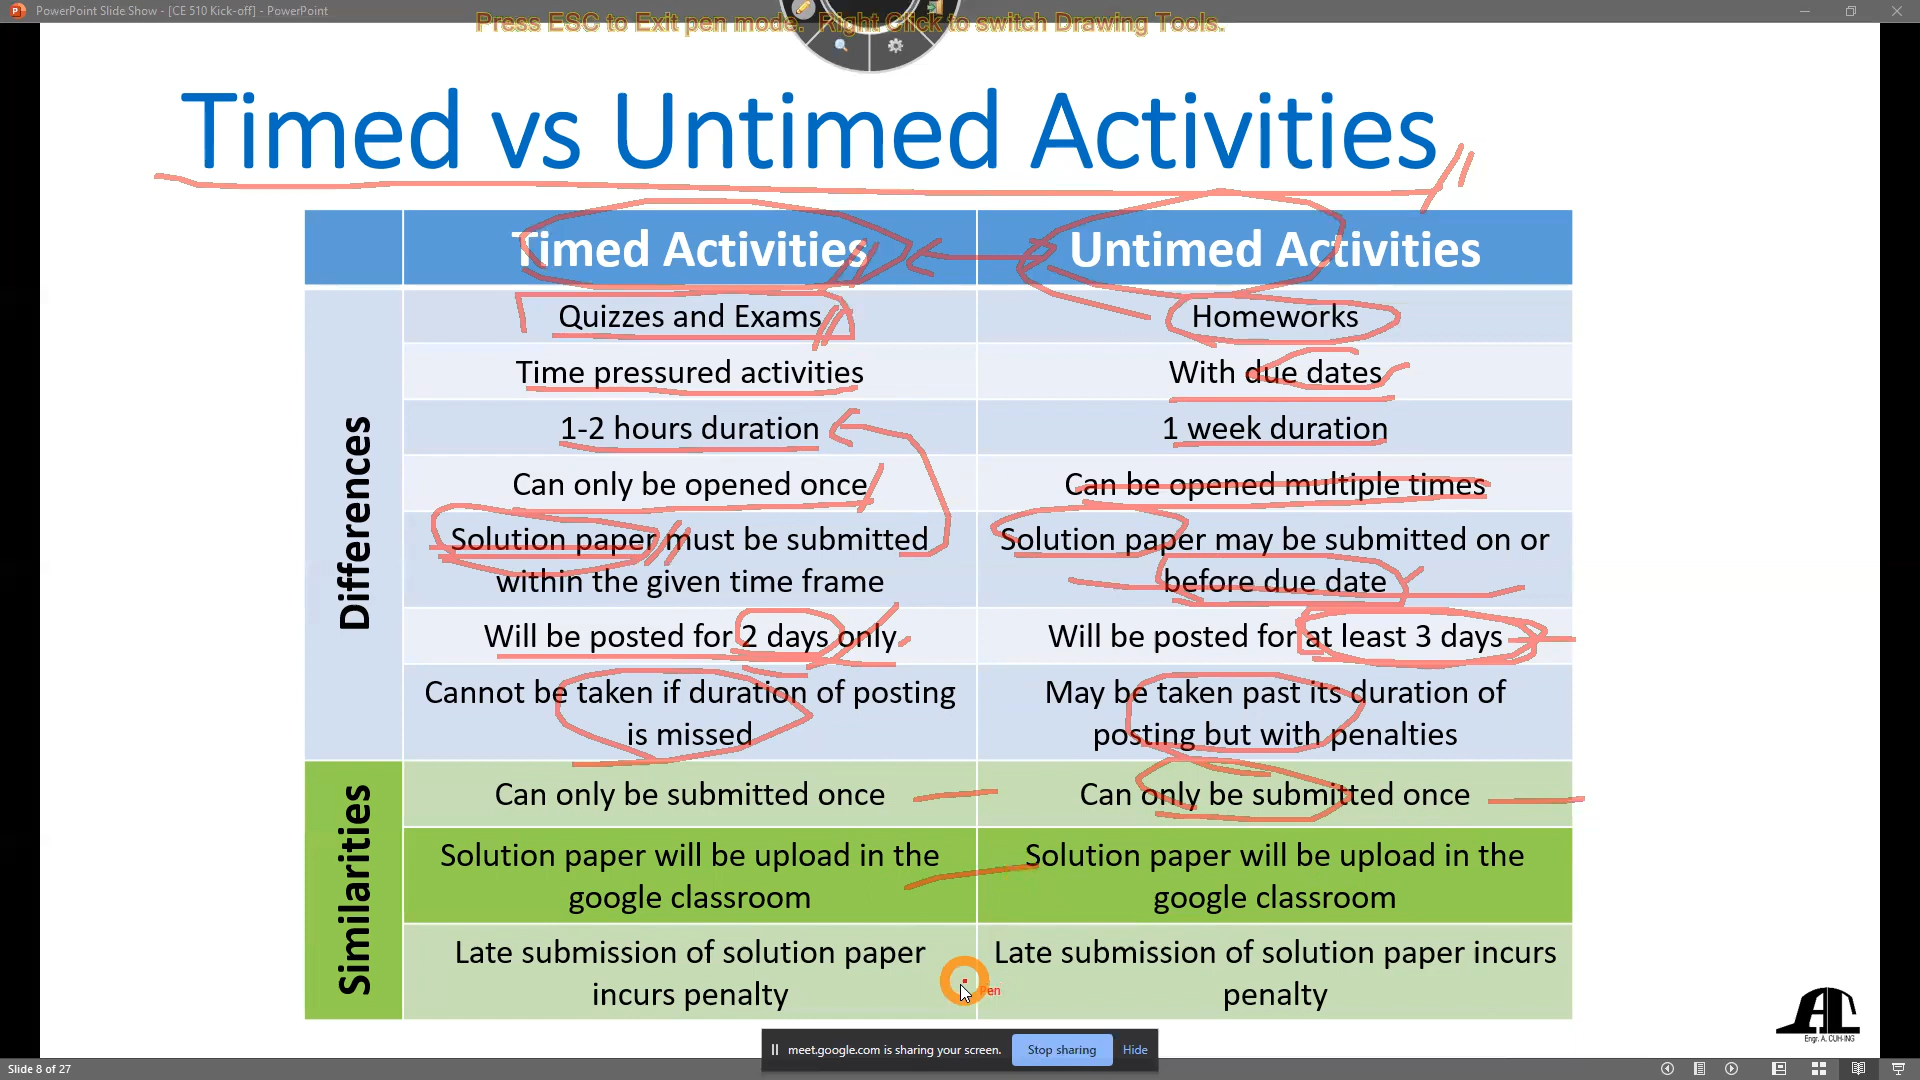 PowerPoint Slide Show - [CE 510 Kick-off] - PowerPoint
Press ESC to Exit pen mode. Right Click to switch Drawing Tools.
Timed vs Untimed Activities
Timed Activities
Untimed Activities
Differences
Quizzes and Exams
Homeworks
Time pressured activities
With due dates
1-2 hours duration
1 week duration
Can only be opened once
Can be opened multiple times
Solution paper must be submitted
within the given time frame
Solution paper may be submitted on or
before due date
Will be posted for 2 days only
Will be posted for at least 3 days
Cannot be taken if duration of posting
is missed
May be taken past its duration of
posting but with penalties
Similarities
Can only be submitted once
Can only be submitted once
Solution paper will be upload in the
google classroom
Solution paper will be upload in the
google classroom
Late submission of solution paper
incurs penalty
Late submission of solution paper incurs
penalty
Pen
Engr. A. CUH-ING
meet.google.com is sharing your screen.
Stop sharing
Hide
Slide 8 of 27